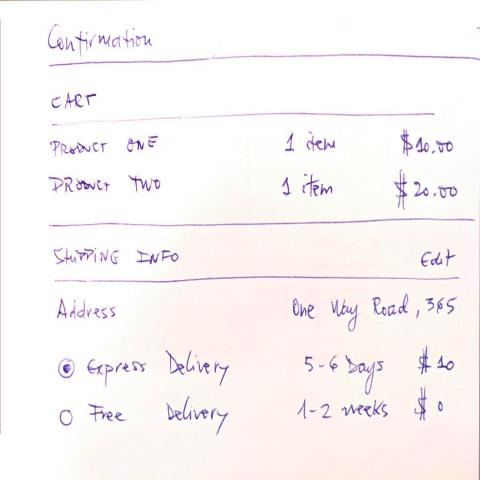 Confirmation
CART
PRODUCT ONE 1 item $10.00
PRODUCT TWO 1 item $20.00
SHIPPING INFO Edit
Address One Way Road, 365
Express Delivery 5-6 Days $10
Free Delivery 1-2 weeks $0